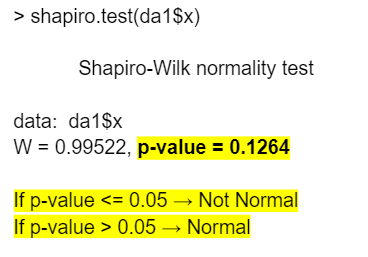 > shapiro.test(da1$x)
Shapiro-Wilk normality test
data: da1$x
W = 0.99522, p-value = 0.1264
If p-value <= 0.05 → Not Normal
If p-value > 0.05 → Normal